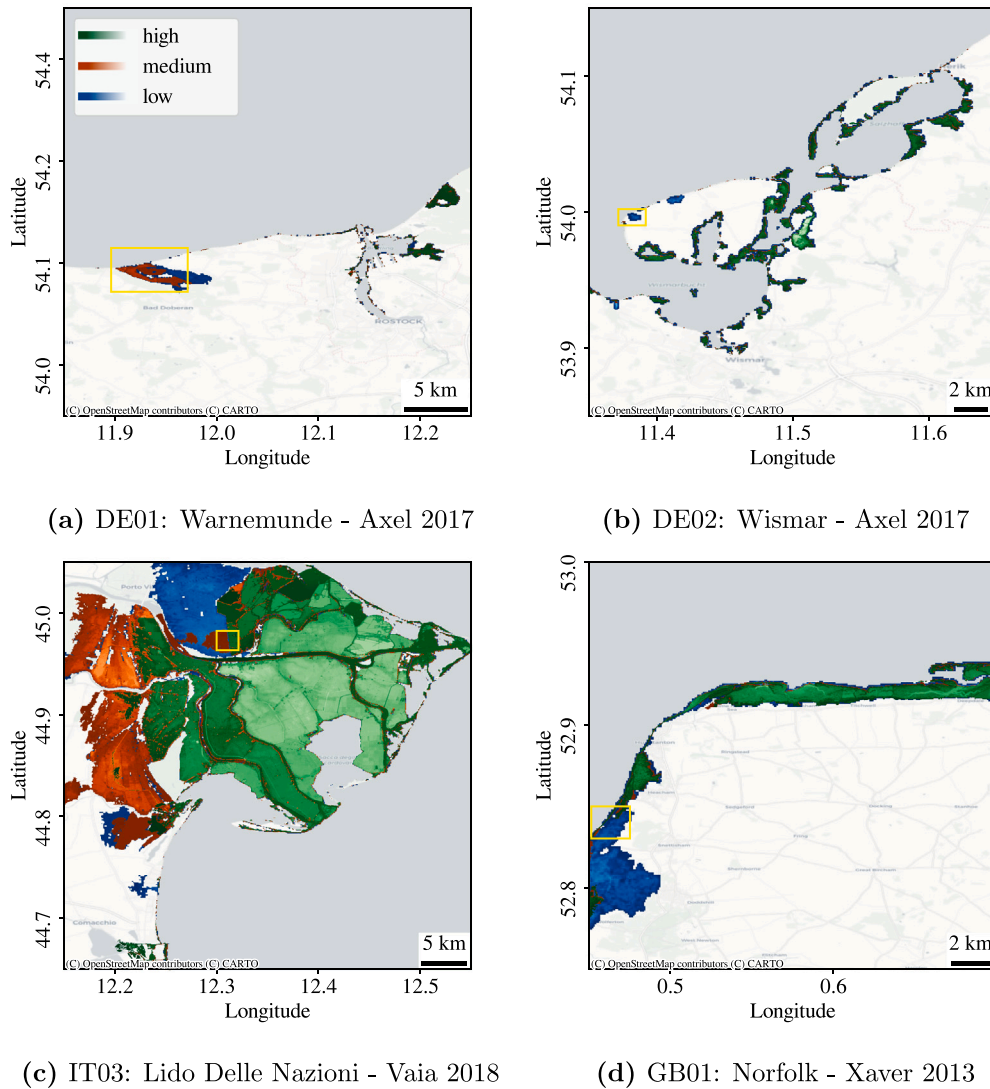 high
medium
low
54.4
54.2
54.1
54.0
Latitude
Bad Doberan
ROSTOCK
5 km
(C) OpenStreetMap contributors (C) CARTO
11.9 12.0 12.1 12.2
Longitude
(a) DE01: Warnemunde - Axel 2017
54.1
54.0
53.9
Latitude
Wismar
2 km
(C) OpenStreetMap contributors (C) CARTO
11.4 11.5 11.6
Longitude
(b) DE02: Wismar - Axel 2017
45.0
44.9
44.8
44.7
Latitude
Comacchio
5 km
(C) OpenStreetMap contributors (C) CARTO
12.2 12.3 12.4 12.5
Longitude
(c) IT03: Lido Delle Nazioni - Vaia 2018
53.0
52.9
52.8
Latitude
2 km
(C) OpenStreetMap contributors (C) CARTO
0.5 0.6
Longitude
(d) GB01: Norfolk - Xaver 2013